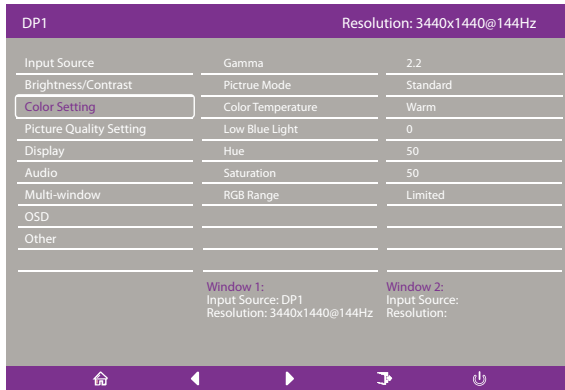 DP1 Resolution: 3440x1440@144Hz
Input Source Gamma 2.2
Brightness/Contrast Pictrue Mode Standard
Color Setting Color Temperature Warm
Picture Quality Setting Low Blue Light 0
Display Hue 50
Audio Saturation 50
Multi-window RGB Range Limited
OSD
Other
Window 1: Window 2:
Input Source: DP1 Input Source:
Resolution: 3440x1440@144Hz Resolution: